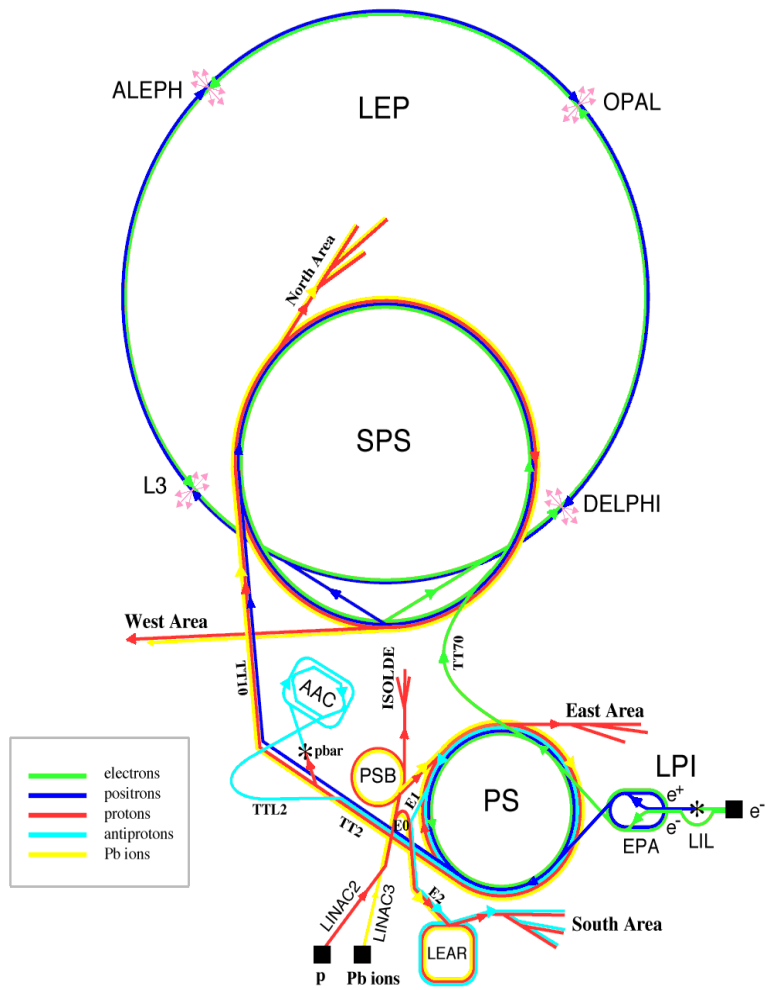 ALEPH
LEP
OPAL
North Area
SPS
L3
DELPHI
West Area
TT10
TT70
ISOLDE
AAC
*pbar
East Area
electrons
positrons
protons
antiprotons
Pb ions
PSB
PS
LPI
e+
e-
e-
EPA
LIL
TTL2
TT2
E1
E0
E2
LINAC2
LINAC3
South Area
LEAR
p
Pb ions